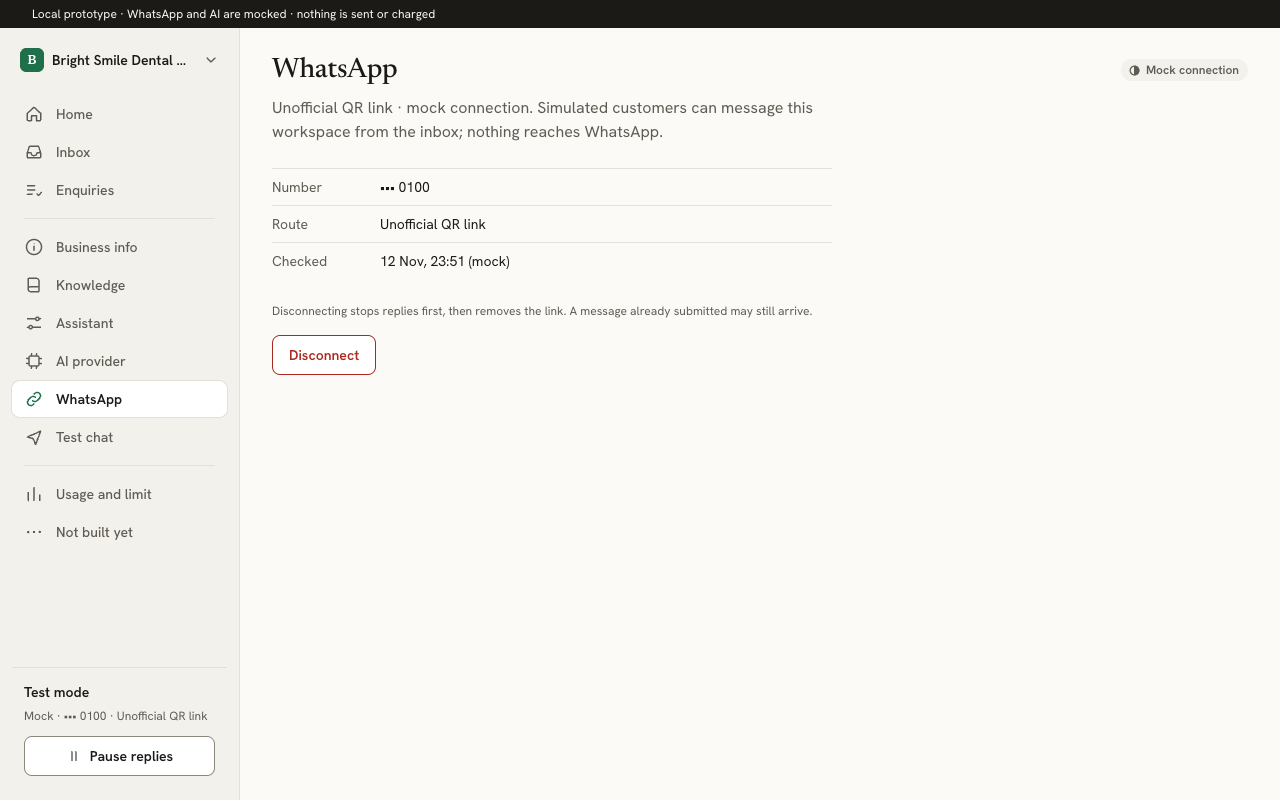 Local prototype · WhatsApp and AI are mocked · nothing is sent or charged
B Bright Smile Dental ...
Home
Inbox
Enquiries
Business info
Knowledge
Assistant
AI provider
WhatsApp
Test chat
Usage and limit
Not built yet
Test mode
Mock · ••• 0100 · Unofficial QR link
Pause replies
WhatsApp
Mock connection
Unofficial QR link · mock connection. Simulated customers can message this
workspace from the inbox; nothing reaches WhatsApp.
Number ••• 0100
Route Unofficial QR link
Checked 12 Nov, 23:51 (mock)
Disconnecting stops replies first, then removes the link. A message already submitted may still arrive.
Disconnect